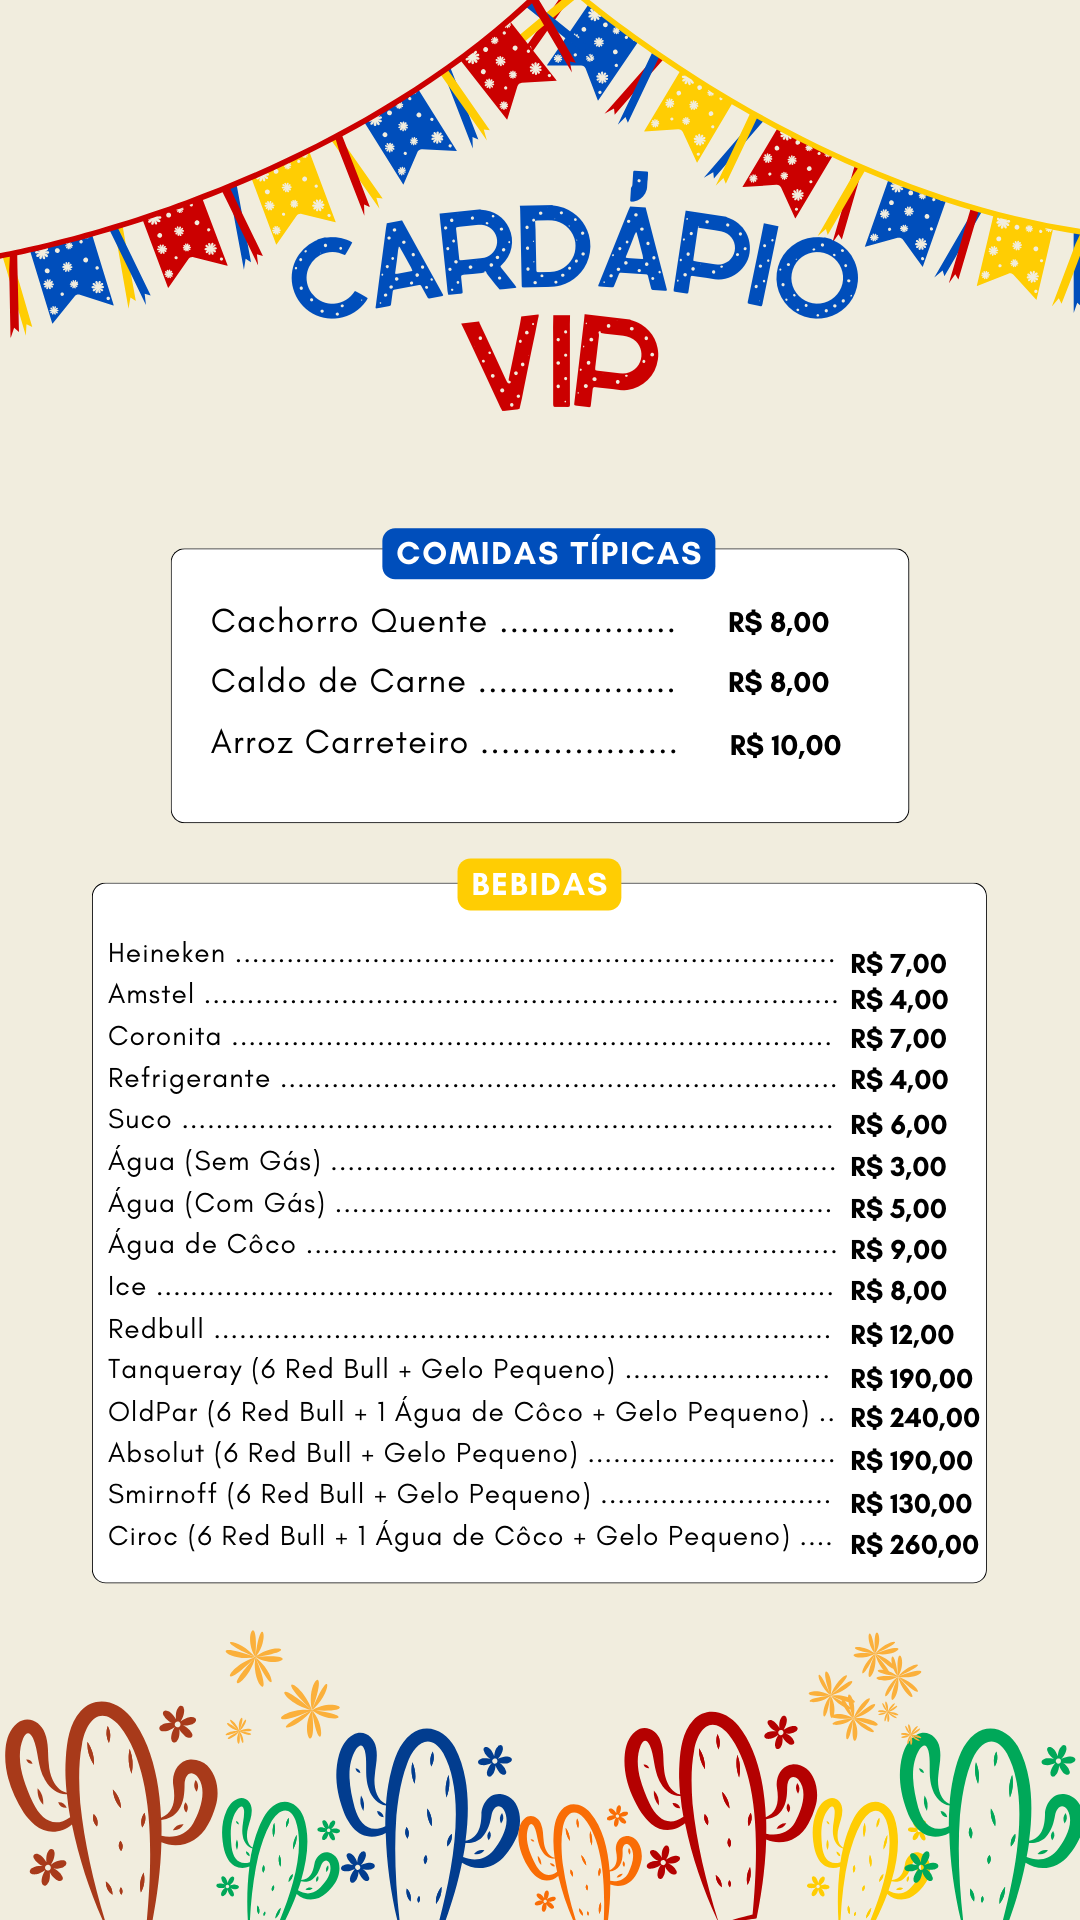 CARDÁPIO
VIP
COMIDAS TÍPICAS
Cachorro Quente ................. R$ 8,00
Caldo de Carne ................... R$ 8,00
Arroz Carreteiro ................... R$ 10,00
BEBIDAS
Heineken ...................................................................... R$ 7,00
Amstel .......................................................................... R$ 4,00
Coronita ...................................................................... R$ 7,00
Refrigerante ................................................................. R$ 4,00
Suco ............................................................................ R$ 6,00
Água (Sem Gás) ........................................................... R$ 3,00
Água (Com Gás) .......................................................... R$ 5,00
Água de Côco .............................................................. R$ 9,00
Ice ............................................................................... R$ 8,00
Redbull ........................................................................ R$ 12,00
Tanqueray (6 Red Bull + Gelo Pequeno) ........................ R$ 190,00
OldPar (6 Red Bull + 1 Água de Côco + Gelo Pequeno) .. R$ 240,00
Absolut (6 Red Bull + Gelo Pequeno) ............................. R$ 190,00
Smirnoff (6 Red Bull + Gelo Pequeno) ........................... R$ 130,00
Ciroc (6 Red Bull + 1 Água de Côco + Gelo Pequeno) .... R$ 260,00